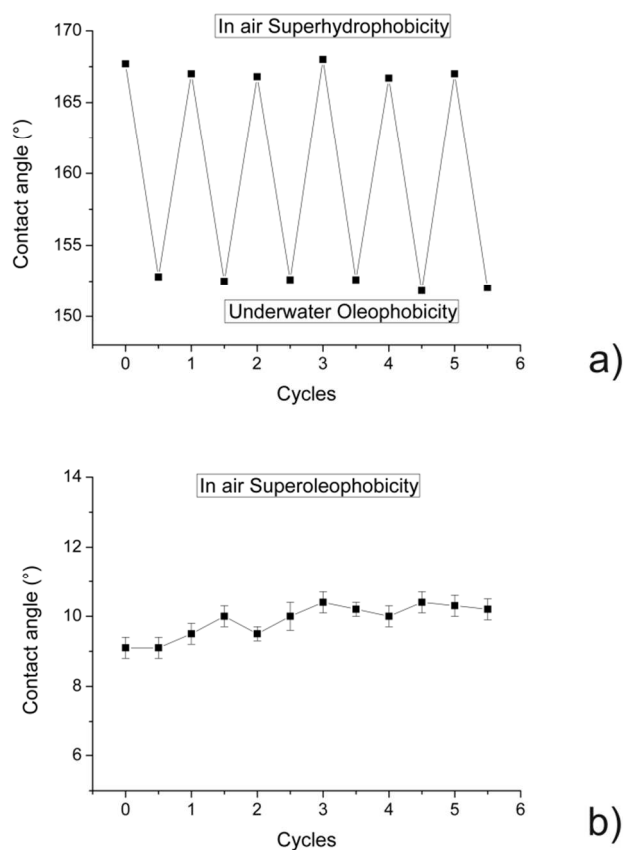 In air Superhydrophobicity
170
165
160
155
150
Contact angle (°)
Underwater Oleophobicity
0 1 2 3 4 5 6
Cycles
a)
In air Superoleophobicity
14
12
10
8
6
Contact angle (°)
0 1 2 3 4 5 6
Cycles
b)